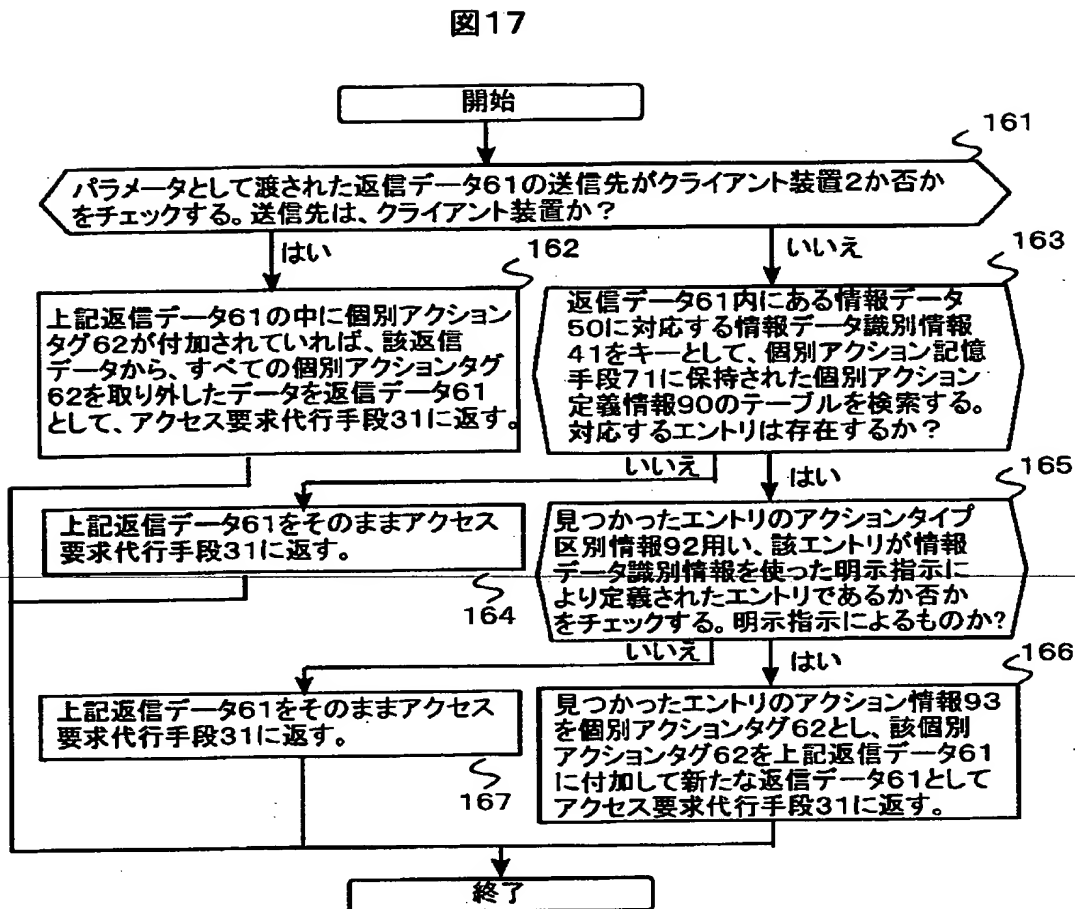 図17
開始
161
パラメータとして渡された返信データ61の送信先がクライアント装置2か否か
をチェックする。送信先は、クライアント装置か?
はい
162
いいえ
163
上記返信データ61の中に個別アクション
タグ62が付加されていれば、該返信
データから、すべての個別アクションタグ
62を取り外したデータを返信データ61
として、アクセス要求代行手段31に返す。
返信データ61内にある情報データ
50に対応する情報データ識別情報
41をキーとして、個別アクション記憶
手段71に保持された個別アクション
定義情報90のテーブルを検索する。
対応するエントリは存在するか?
いいえ
はい
165
上記返信データ61をそのままアクセス
要求代行手段31に返す。
164
見つかったエントリのアクションタイプ
区別情報92用い、該エントリが情報
データ識別情報を使った明示指示に
より定義されたエントリであるか否か
をチェックする。明示指示によるものか?
いいえ
はい
166
上記返信データ61をそのままアクセス
要求代行手段31に返す。
167
見つかったエントリのアクション情報93
を個別アクションタグ62とし、該個別
アクションタグ62を上記返信データ61
に付加して新たな返信データ61として
アクセス要求代行手段31に返す。
終了